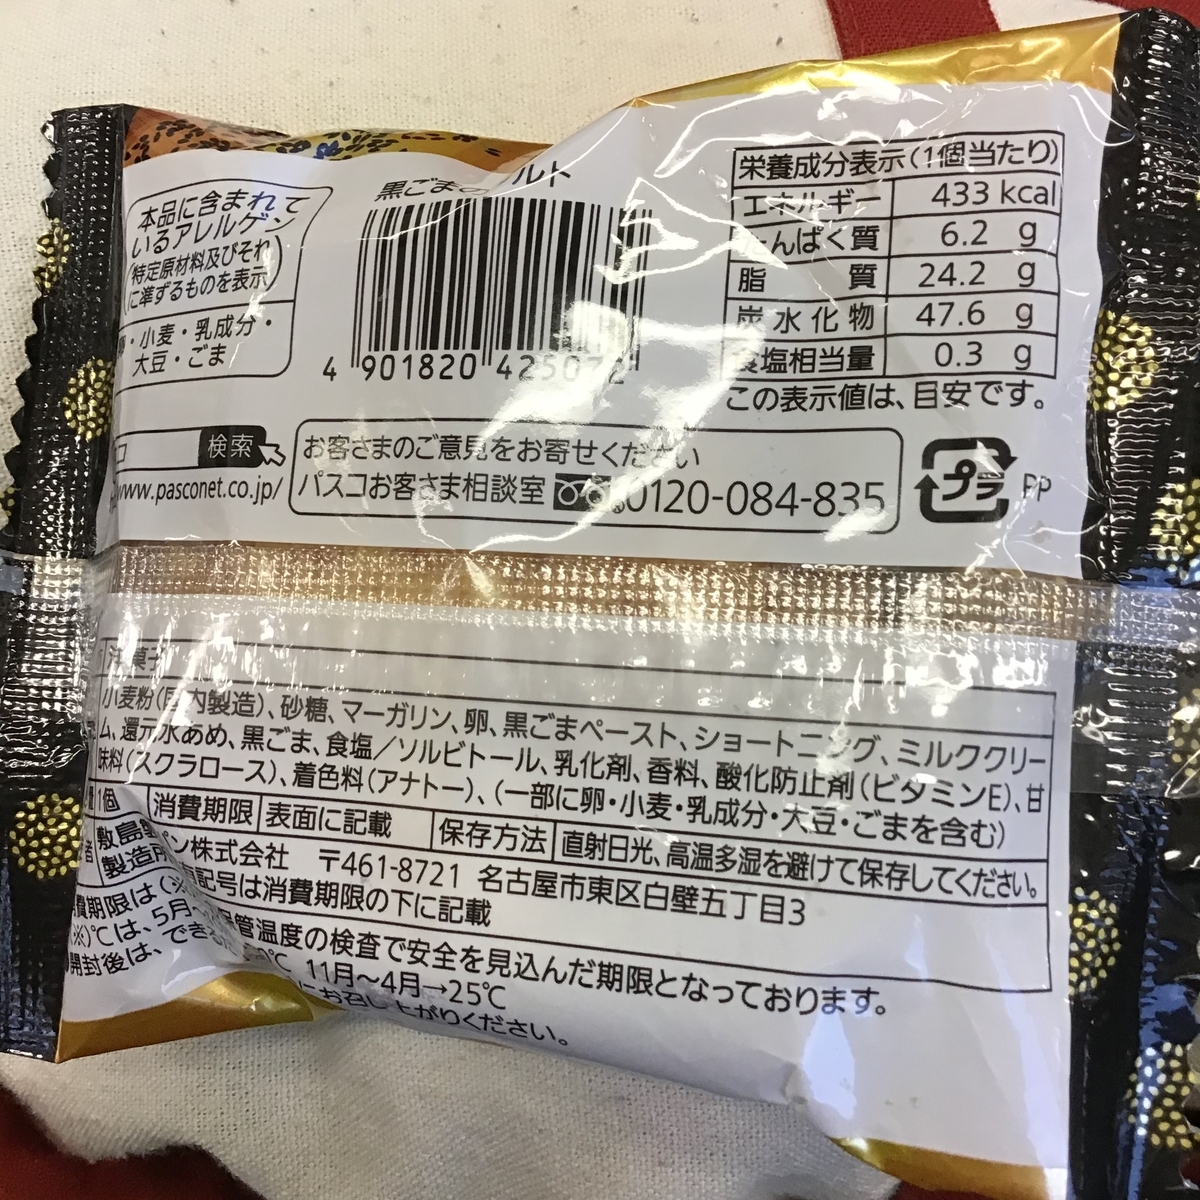 黒ごまの ルト
本品に含まれて
いるアレルゲン
(特定原材料及びそれ
に準ずるものを表示)
・小麦・乳成分・
大豆・ごま
4 901820 425072
栄養成分表示(1個当たり)
エネルギー 433 kcal
たんぱく質 6.2 g
脂質 24.2 g
炭水化物 47.6 g
食塩相当量 0.3 g
この表示値は、目安です。
コ 検索
www.pasconet.co.jp/
お客さまのご意見をお寄せください
パスコお客さま相談室 0120-084-835
プラ PP
洋菓子
小麦粉(国内製造)、砂糖、マーガリン、卵、黒ごまペースト、ショートニング、ミルククリー
ム、還元水あめ、黒ごま、食塩/ソルビトール、乳化剤、香料、酸化防止剤(ビタミンE)、甘
味料(スクラロース)、着色料(アナトー)、(一部に卵・小麦・乳成分・大豆・ごまを含む)
1個 消費期限 表面に記載 保存方法 直射日光、高温多湿を避けて保存してください。
敷島製パン株式会社 〒461-8721 名古屋市東区白壁五丁目3
製造所 記号は消費期限の下に記載
費期限は(※ 管温度の検査で安全を見込んだ期限となっております。
(※)℃は、5月~ ℃ 11月~4月→25℃
開封後は、でき にお召し上がりください。